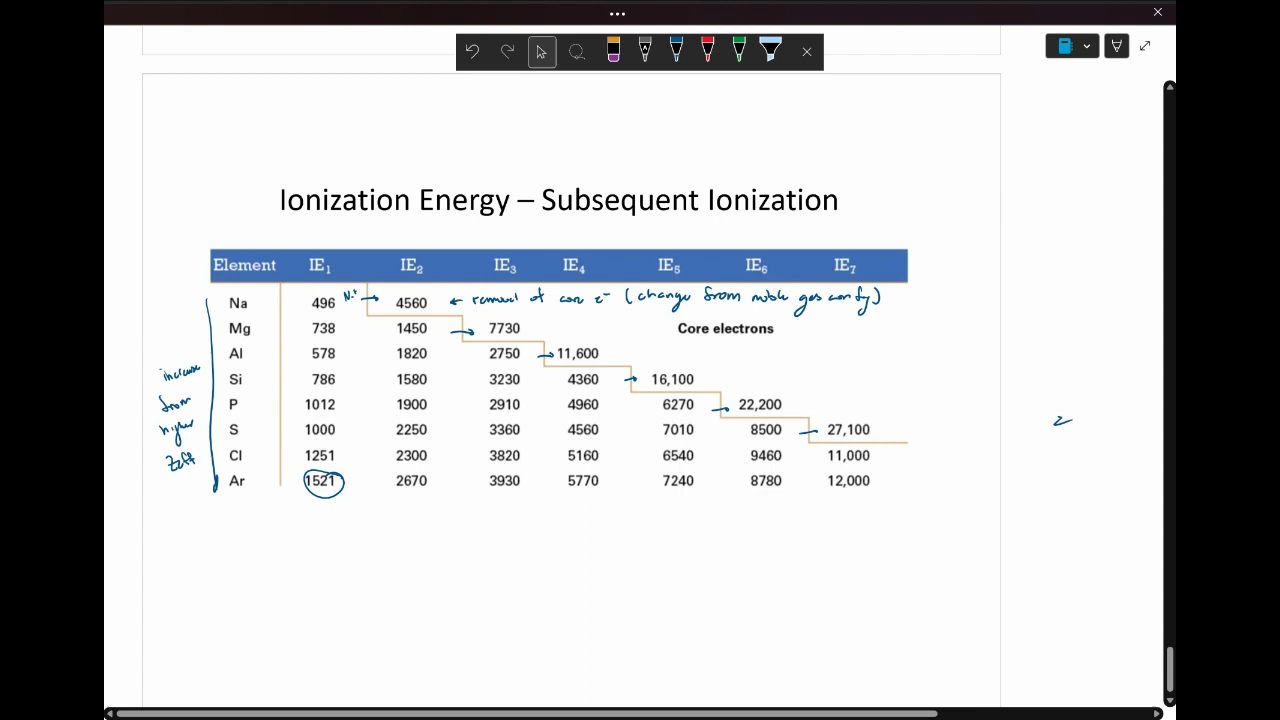 Ionization Energy – Subsequent Ionization
Element IE1 IE2 IE3 IE4 IE5 IE6 IE7
Na 496 4560 ← removal of core e⁻ (change from noble gas config)
Mg 738 1450 7730 Core electrons
Al 578 1820 2750 11,600
Si 786 1580 3230 4360 16,100
P 1012 1900 2910 4960 6270 22,200
S 1000 2250 3360 4560 7010 8500 27,100
Cl 1251 2300 3820 5160 6540 9460 11,000
Ar 1521 2670 3930 5770 7240 8780 12,000
increase
from
higher
Zeff